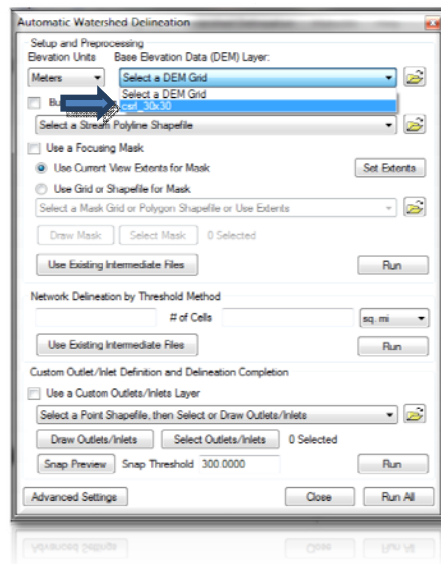 Automatic Watershed Delineation
Setup and Preprocessing
Elevation Units Base Elevation Data (DEM) Layer:
Meters Select a DEM Grid
Select a DEM Grid
Bu
csrl_30x30
Select a Stream Polyline Shapefile
Use a Focusing Mask
Use Current View Extents for Mask Set Extents
Use Grid or Shapefile for Mask
Select a Mask Grid or Polygon Shapefile or Use Extents
Draw Mask Select Mask 0 Selected
Use Existing Intermediate Files Run
Network Delineation by Threshold Method
# of Cells sq. mi
Use Existing Intermediate Files Run
Custom Outlet/Inlet Definition and Delineation Completion
Use a Custom Outlets/Inlets Layer
Select a Point Shapefile, then Select or Draw Outlets/Inlets
Draw Outlets/Inlets Select Outlets/Inlets 0 Selected
Snap Preview Snap Threshold 300.0000 Run
Advanced Settings Close Run All